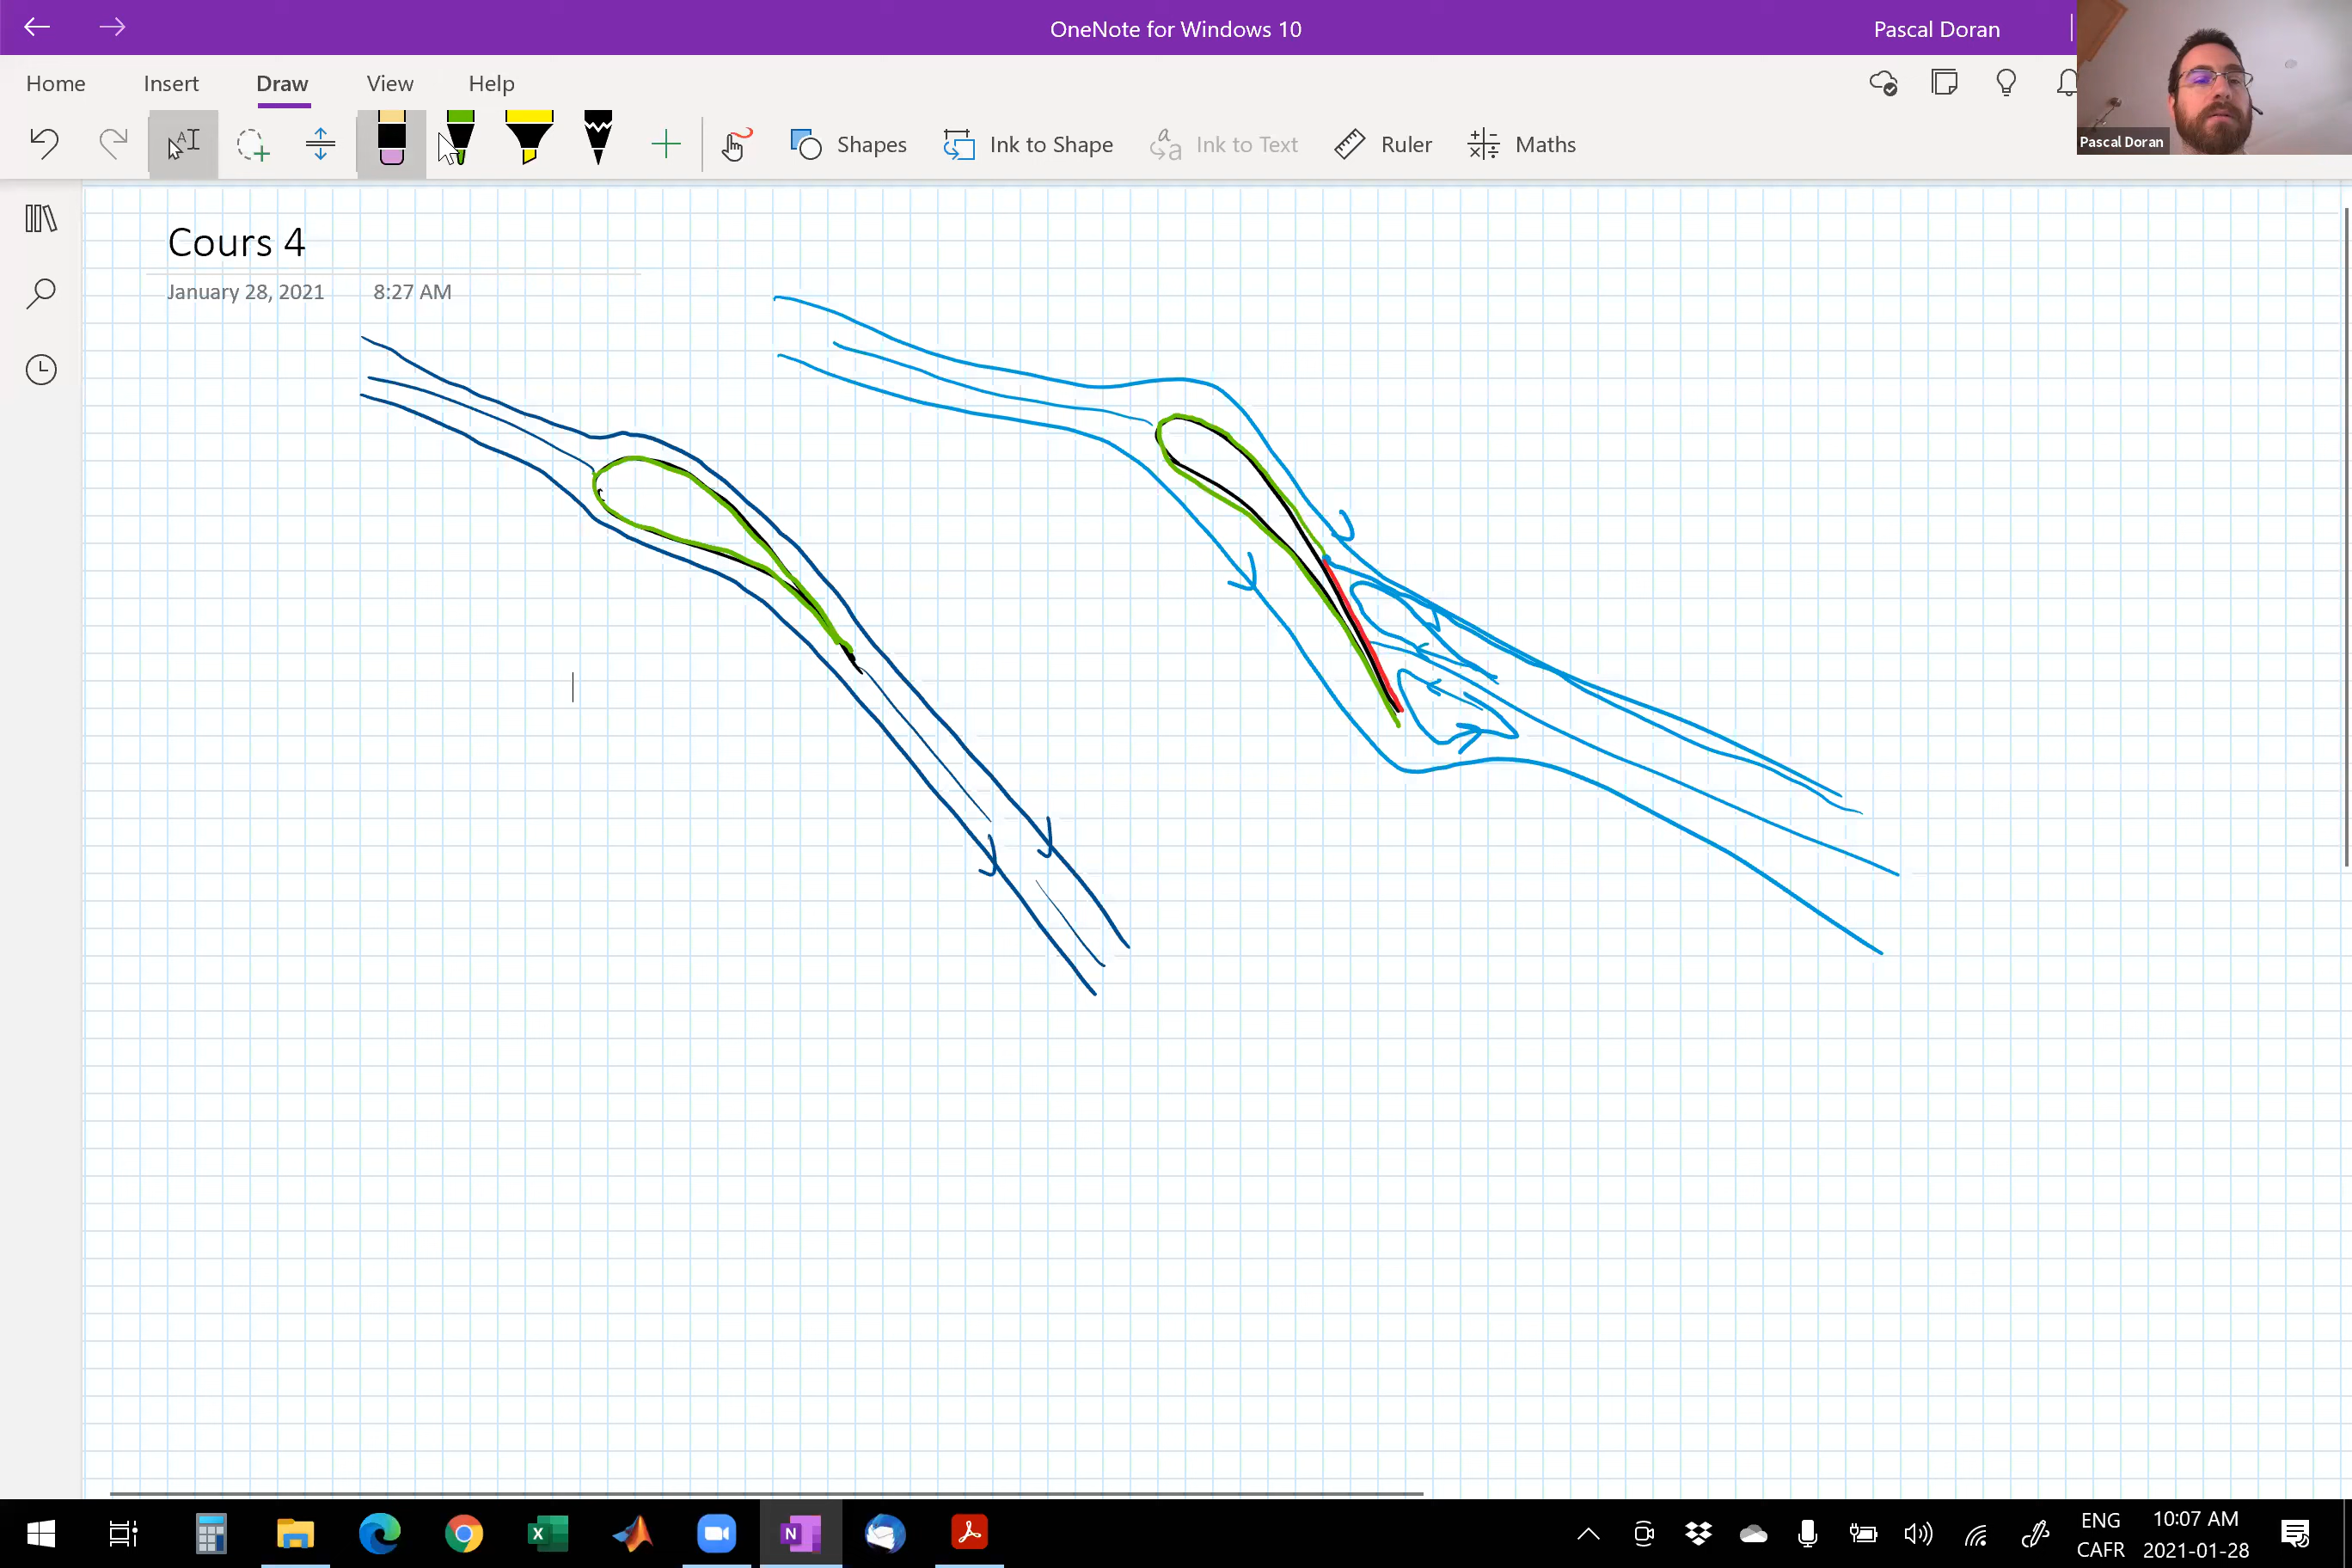 OneNote for Windows 10
Pascal Doran
Home Insert Draw View Help
Shapes Ink to Shape Ink to Text Ruler Maths
Pascal Doran
Cours 4
January 28, 2021 8:27 AM
ENG 10:07 AM
CAFR 2021-01-28